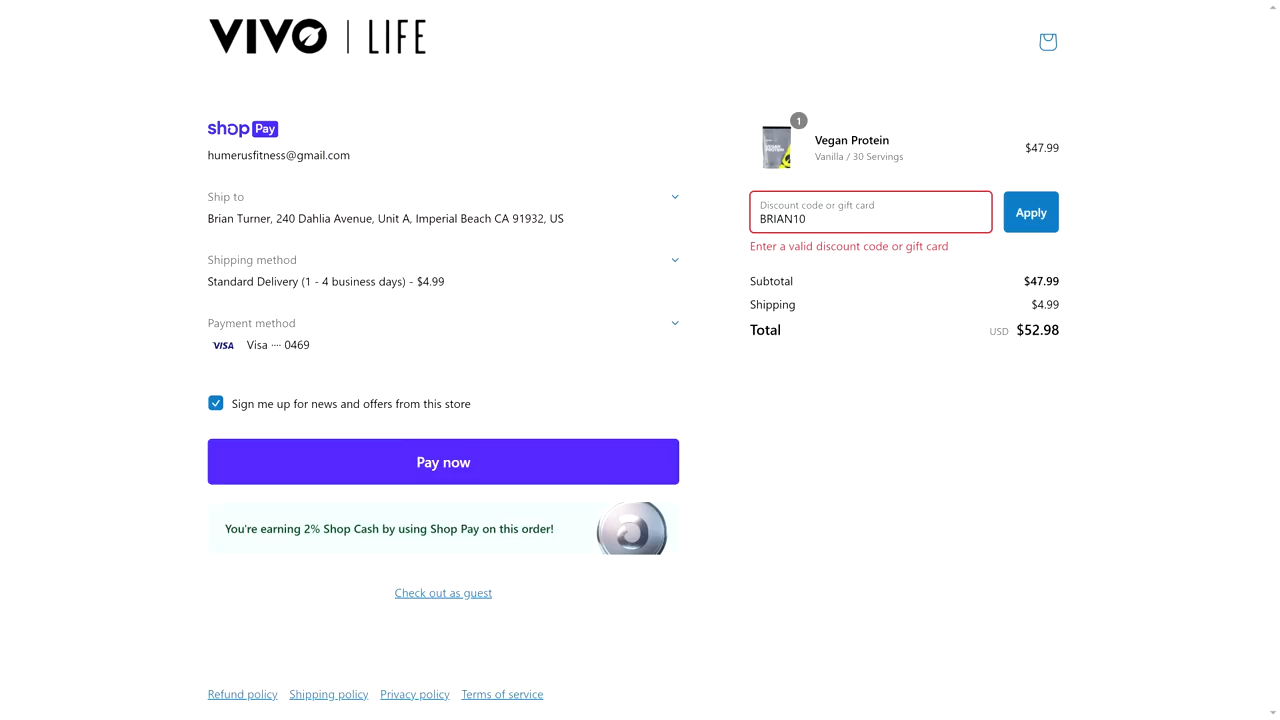 VIVO | LIFE
shop Pay
humerusfitness@gmail.com
Ship to
Brian Turner, 240 Dahlia Avenue, Unit A, Imperial Beach CA 91932, US
Shipping method
Standard Delivery (1 - 4 business days) - $4.99
Payment method
VISA Visa ···· 0469
Sign me up for news and offers from this store
Pay now
You're earning 2% Shop Cash by using Shop Pay on this order!
Check out as guest
Refund policy Shipping policy Privacy policy Terms of service
1
VEGAN PROTEIN
Vegan Protein $47.99
Vanilla / 30 Servings
Discount code or gift card
BRIAN10
Apply
Enter a valid discount code or gift card
Subtotal $47.99
Shipping $4.99
Total USD $52.98